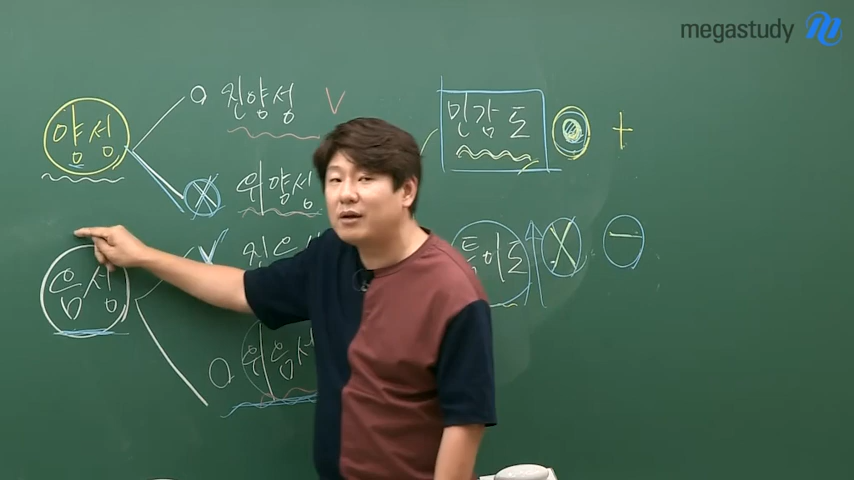 megastudy
양성
O 진양성 V
X 위양성
민감도 +
음성
V 진음성
O 위음성
특이도 X -